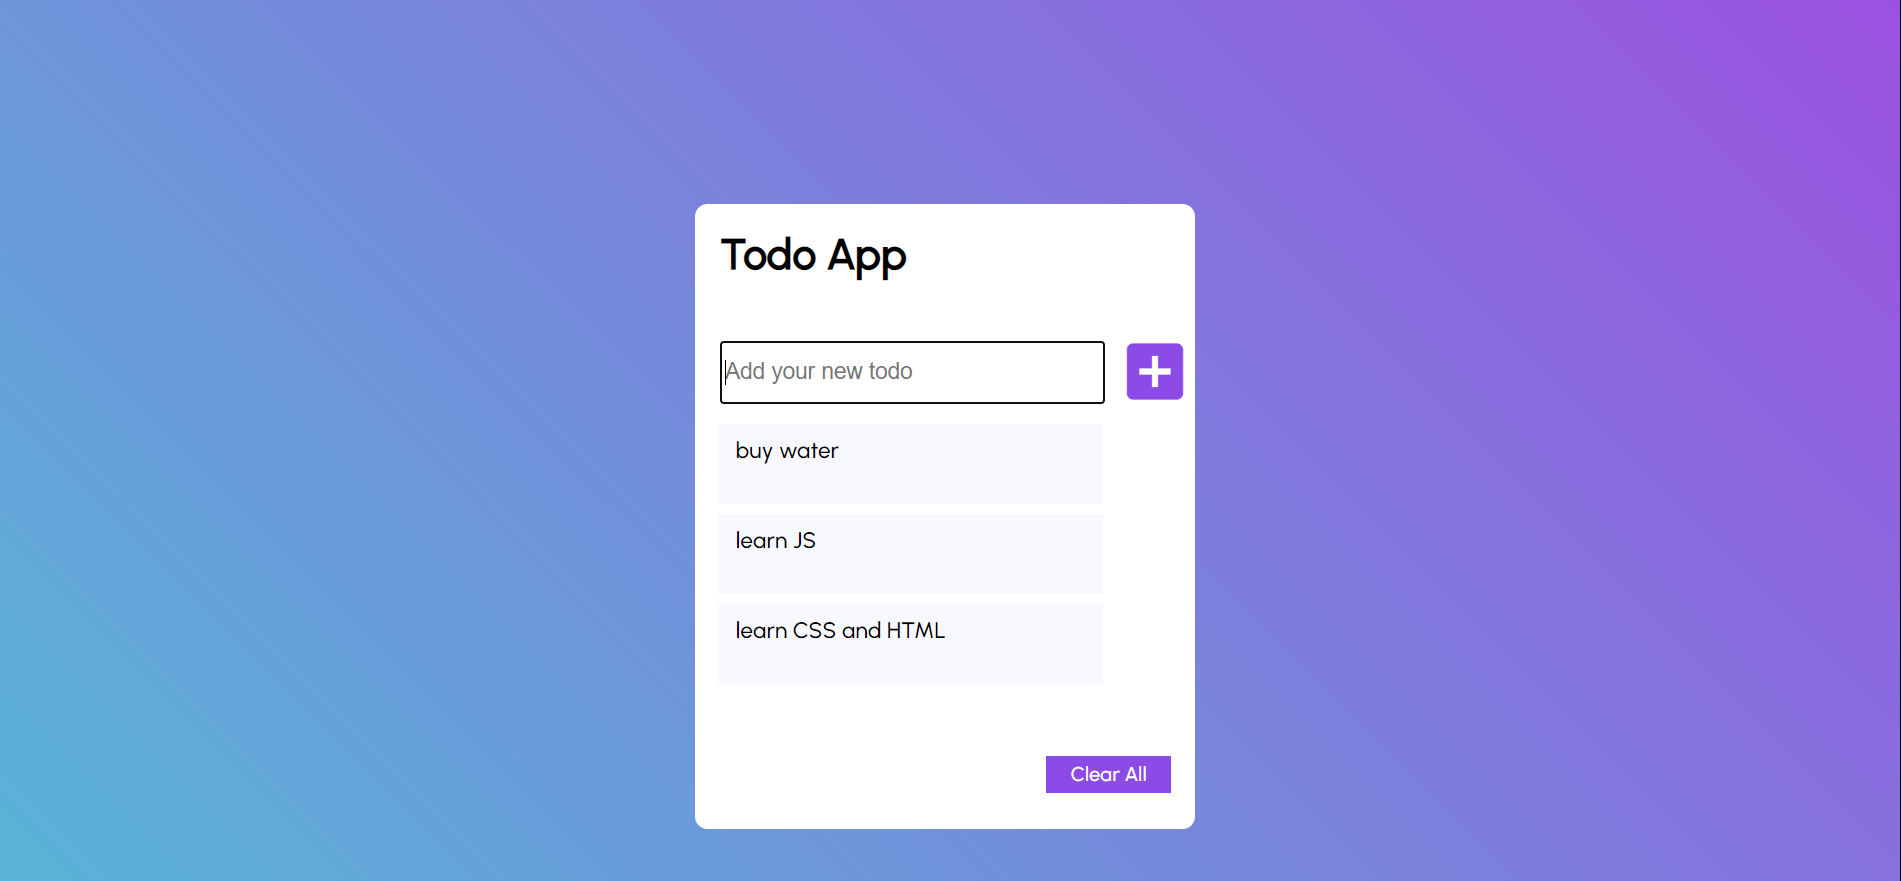 Todo App
Add your new todo
buy water
learn JS
learn CSS and HTML
Clear All